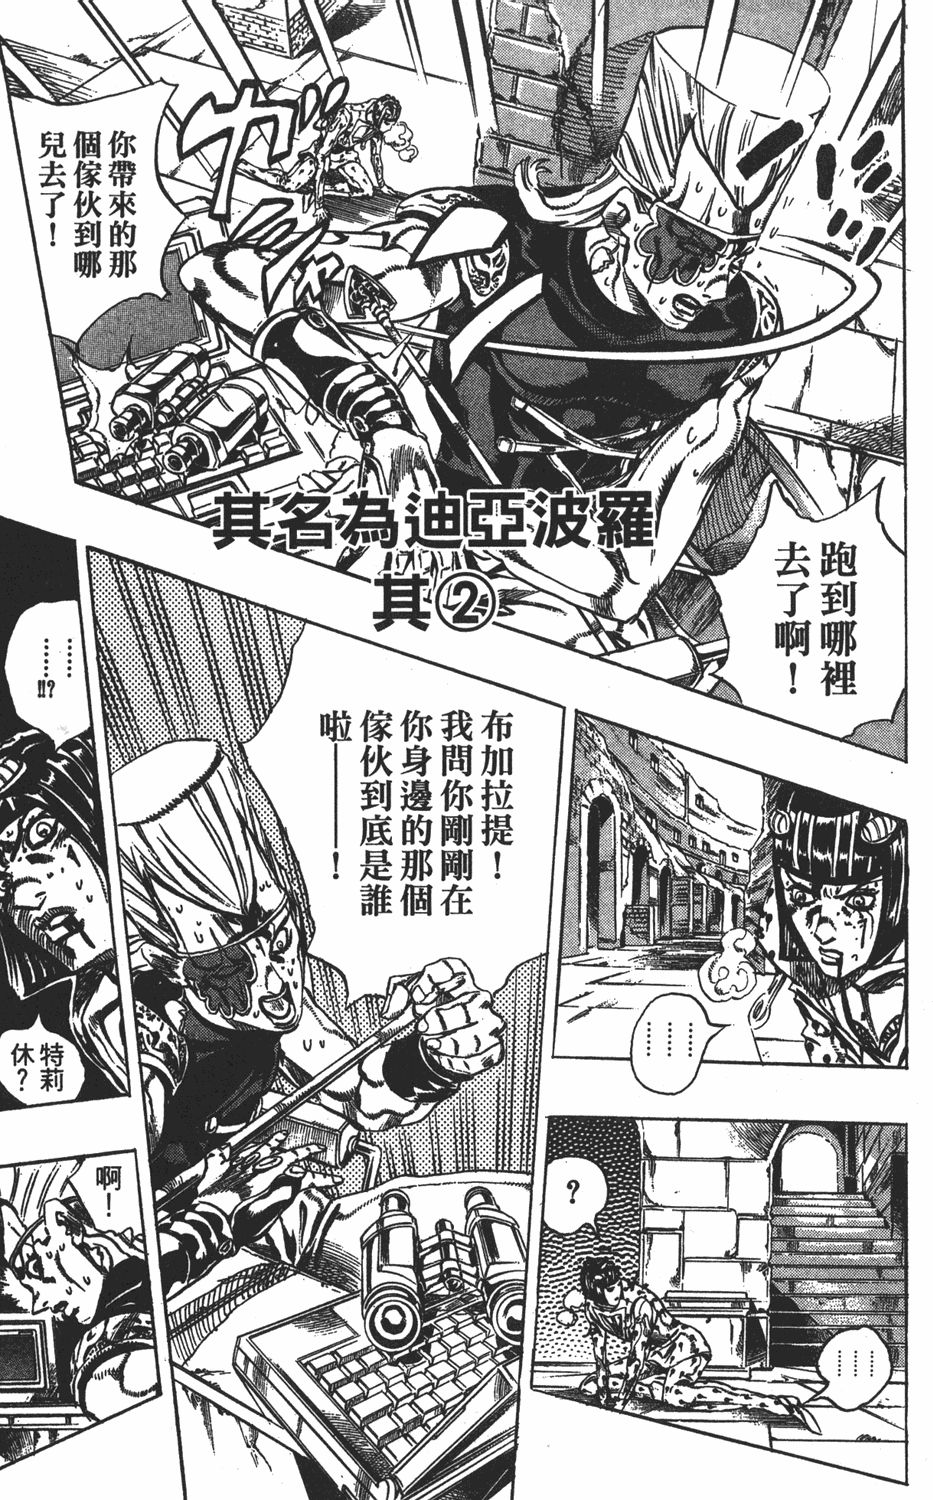 跑到哪裡
去了啊！
ガ
ガ
你帶來的那
個傢伙到哪
兒去了！
其名為迪亞波羅
其②
…………
？
…………
布加拉提！
我問你剛剛在
你身邊的那個
傢伙到底是誰
啦——！
…………!!?
特莉
休？
啊！